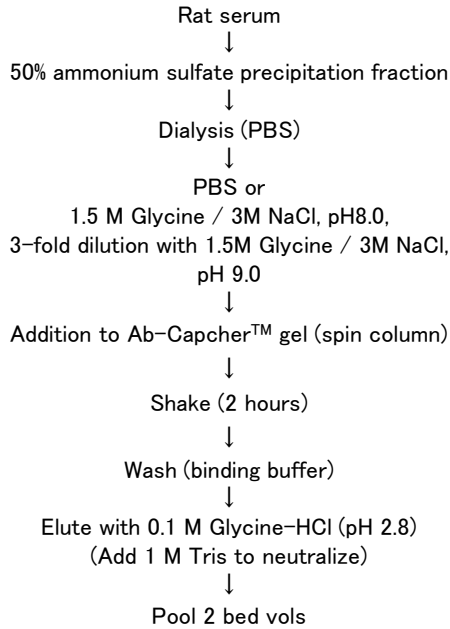 Rat serum
↓
50% ammonium sulfate precipitation fraction
↓
Dialysis (PBS)
↓
PBS or
1.5 M Glycine / 3M NaCl, pH8.0,
3-fold dilution with 1.5M Glycine / 3M NaCl,
pH 9.0
↓
Addition to Ab-Capcher™ gel (spin column)
↓
Shake (2 hours)
↓
Wash (binding buffer)
↓
Elute with 0.1 M Glycine-HCl (pH 2.8)
(Add 1 M Tris to neutralize)
↓
Pool 2 bed vols